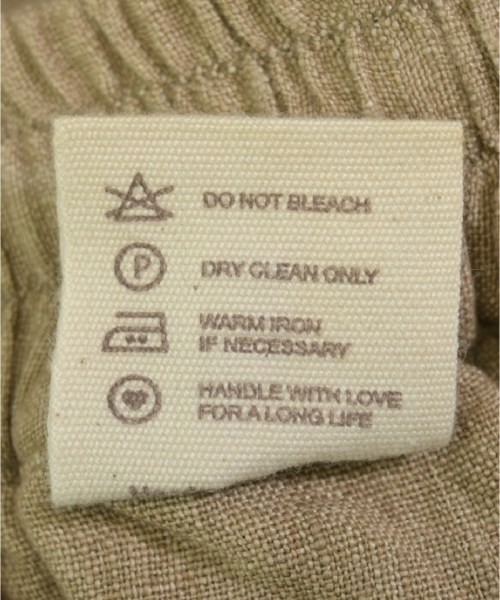 DO NOT BLEACH
P
DRY CLEAN ONLY
WARM IRON
IF NECESSARY
HANDLE WITH LOVE
FOR A LONG LIFE